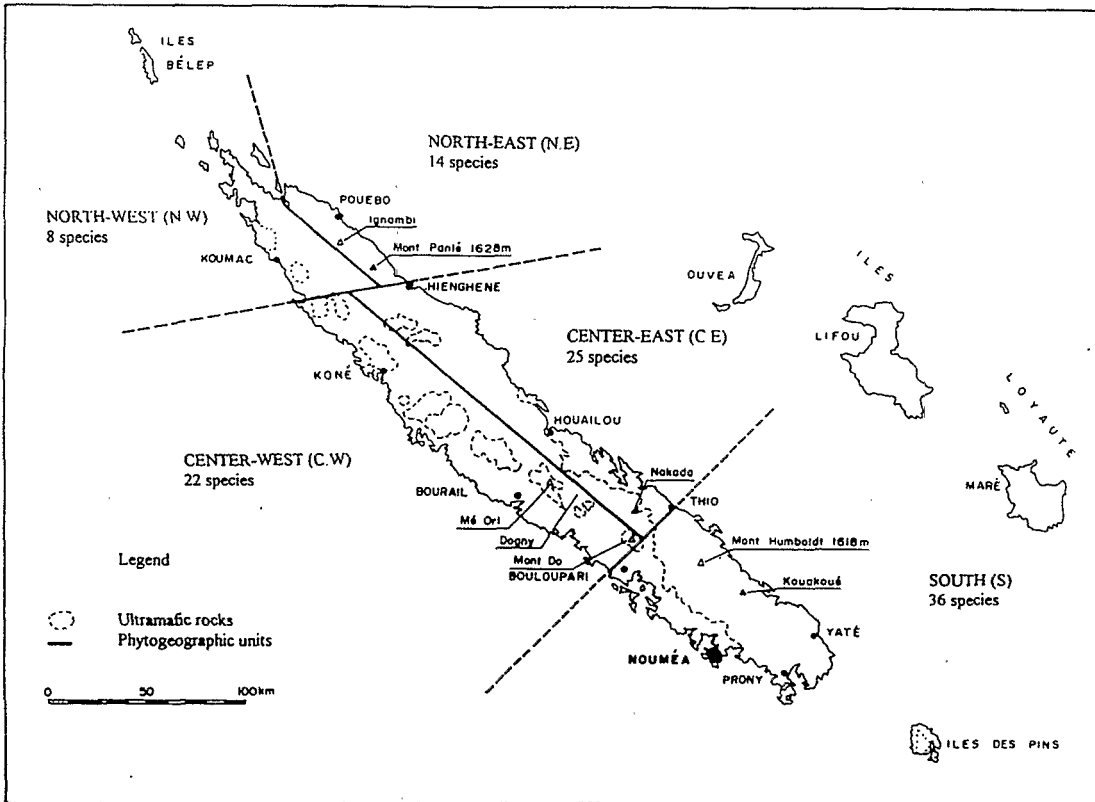 ILES
BÉLEP
NORTH-EAST (N.E)
14 species
POUEBO
Ignambi
NORTH-WEST (N W)
8 species
Mont Panié 1628m
KOUMAC
HIENGHENE
OUVEA
ILES
CENTER-EAST (C E)
25 species
LIFOU
KONÉ
LOYAUTÉ
HOUAILOU
CENTER-WEST (C.W)
22 species
Nakada
MARÉ
BOURAIL
THIO
Mé Ori
Dogny
Mont Humboldt 1618m
Mont Do
BOULOUPARI
Legend
Kouakoué
SOUTH (S)
36 species
Ultramafic rocks
Phytogeographic units
YATÉ
NOUMÉA
PRONY
0 50 100km
ILES DES PINS